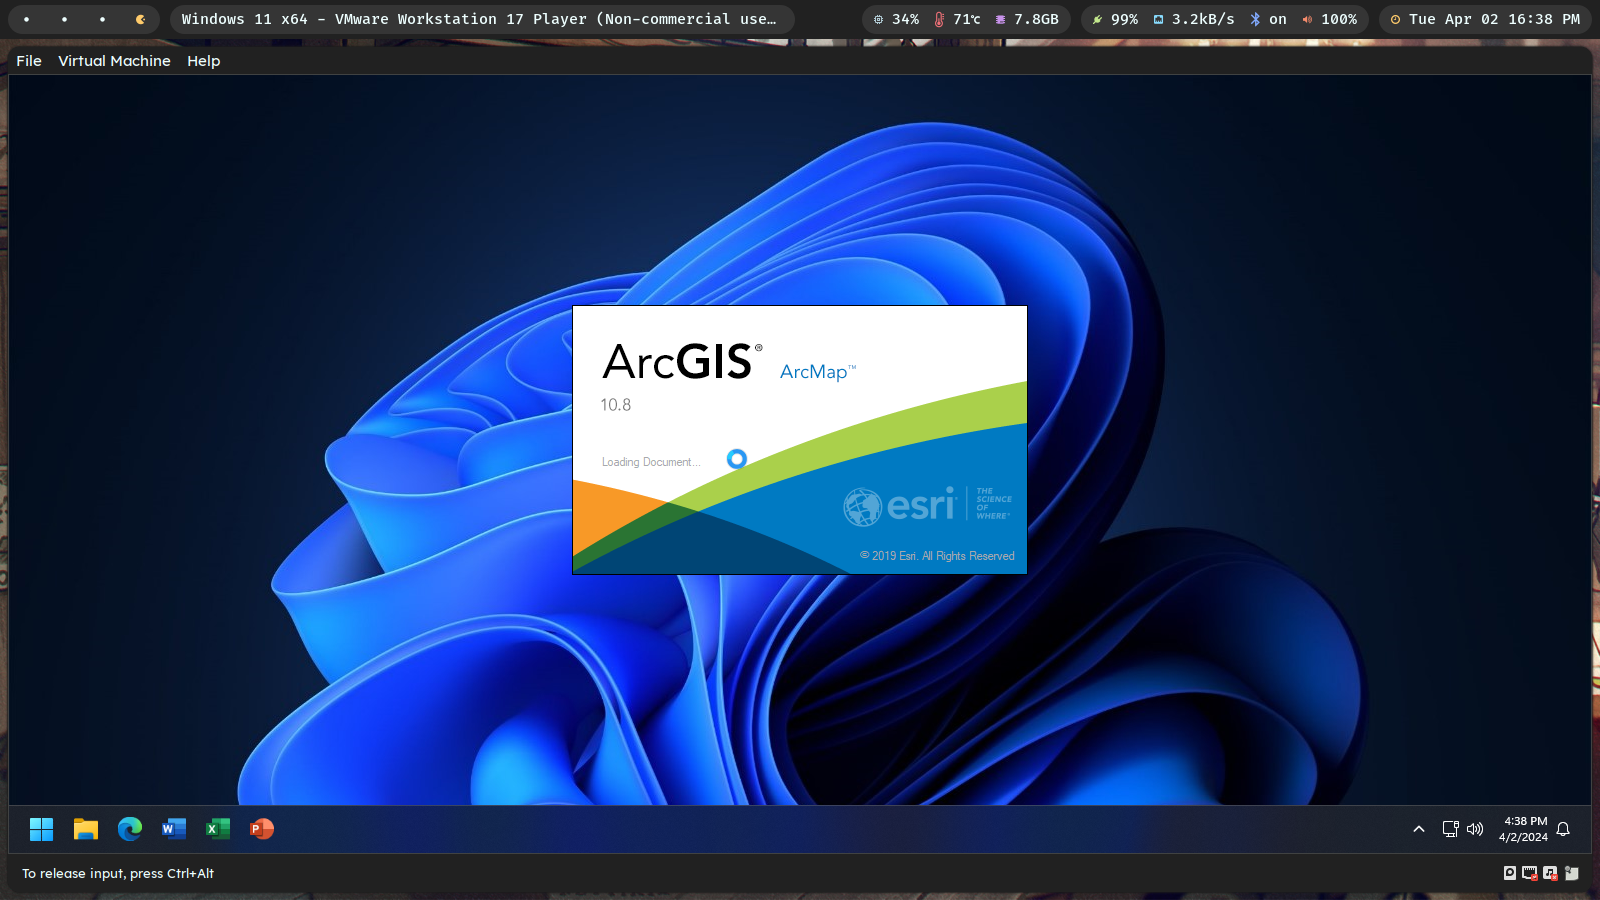 Windows 11 x64 - VMware Workstation 17 Player (Non-commercial use…
34% 71℃ 7.8GB
99% 3.2kB/s on 100%
Tue Apr 02 16:38 PM
File Virtual Machine Help
ArcGIS® ArcMap™
10.8
Loading Document...
esri®
THE
SCIENCE
OF
WHERE®
© 2019 Esri. All Rights Reserved
W
X
P
4:38 PM
4/2/2024
To release input, press Ctrl+Alt